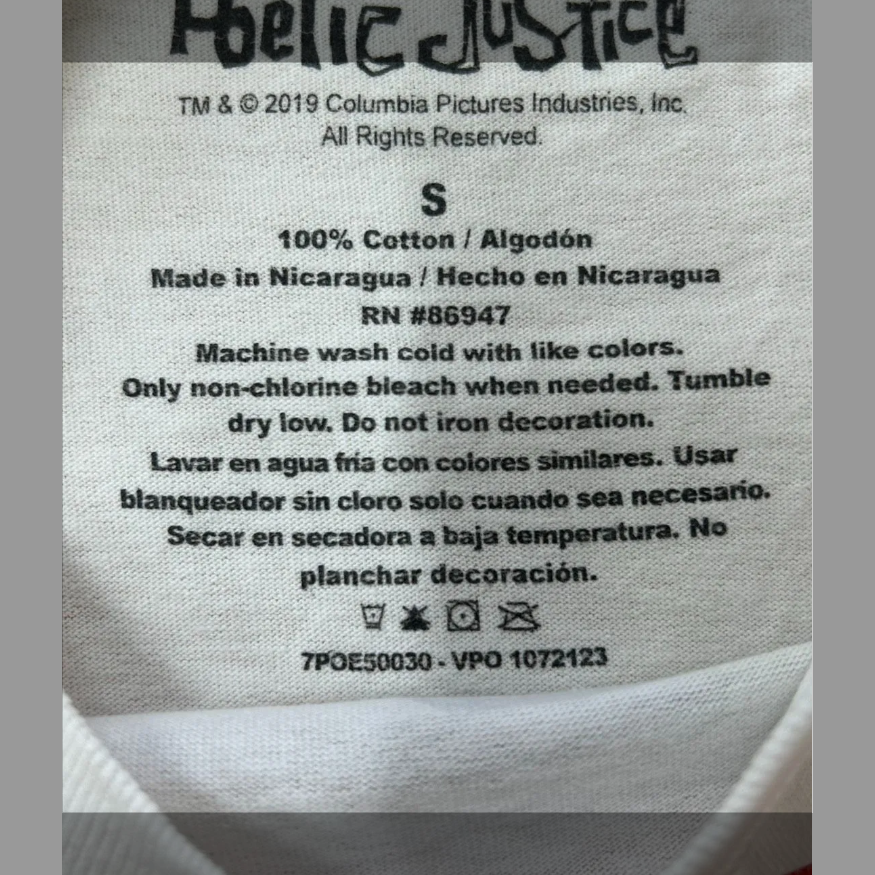 Poetic Justice
TM & © 2019 Columbia Pictures Industries, Inc.
All Rights Reserved.
S
100% Cotton / Algodón
Made in Nicaragua / Hecho en Nicaragua
RN #86947
Machine wash cold with like colors.
Only non-chlorine bleach when needed. Tumble
dry low. Do not iron decoration.
Lavar en agua fría con colores similares. Usar
blanqueador sin cloro solo cuando sea necesario.
Secar en secadora a baja temperatura. No
planchar decoración.
7POE50030 - VPO 1072123